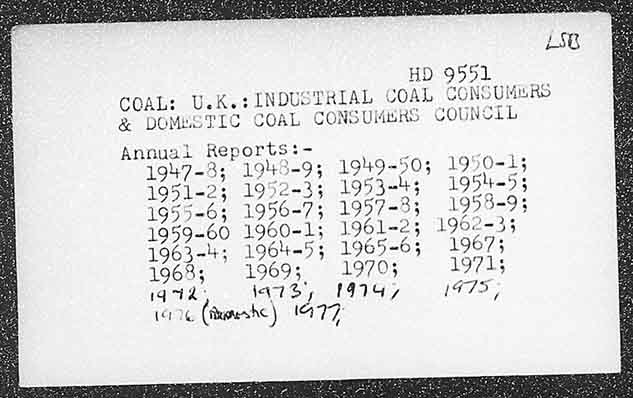 LSB
HD 9551
COAL: U.K.:INDUSTRIAL COAL CONSUMERS
& DOMESTIC COAL CONSUMERS COUNCIL
Annual Reports:-
1947-8; 1948-9; 1949-50; 1950-1;
1951-2; 1952-3; 1953-4; 1954-5;
1955-6; 1956-7; 1957-8; 1958-9;
1959-60 1960-1; 1961-2; 1962-3;
1963-4; 1964-5; 1965-6; 1967;
1968; 1969; 1970; 1971;
1972; 1973; 1974; 1975;
1976 (Domestic) 1977;